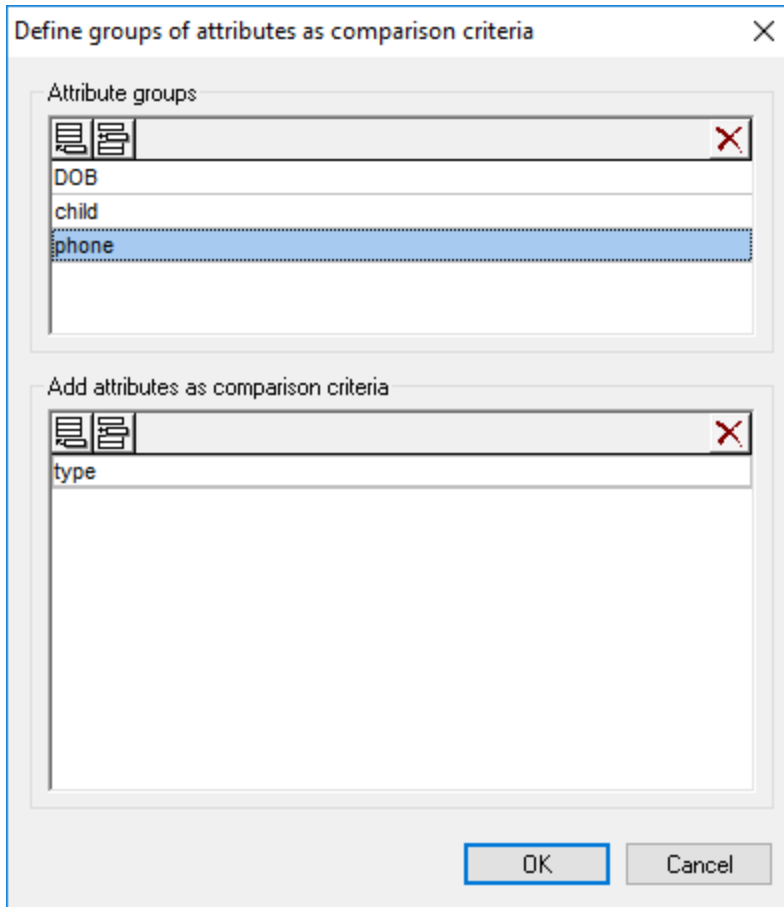 Define groups of attributes as comparison criteria
Attribute groups
DOB
child
phone
Add attributes as comparison criteria
type
OK
Cancel